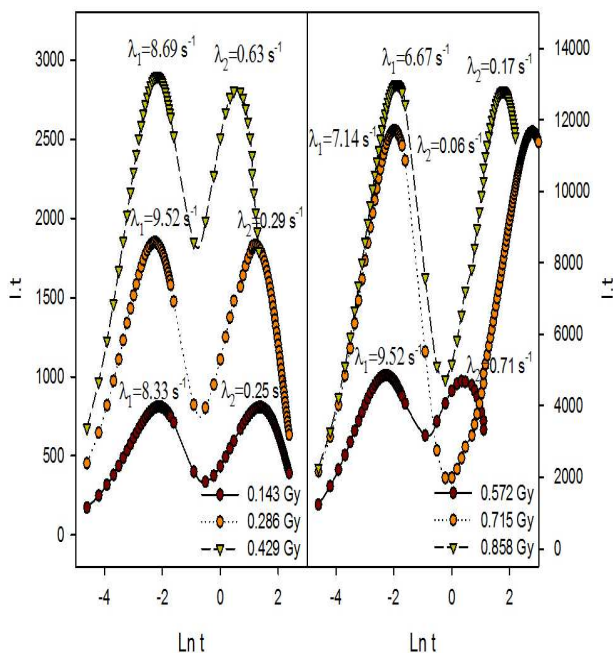 λ1=8.69 s-1
λ2=0.63 s-1
λ1=6.67 s-1
λ2=0.17 s-1
λ1=7.14 s-1
λ2=0.06 s-1
λ1=9.52 s-1
λ2=0.29 s-1
λ1=8.33 s-1
λ2=0.25 s-1
λ1=9.52 s-1
λ2=0.71 s-1
3000
2500
2000
1500
1000
500
0
I.t
14000
12000
10000
8000
6000
4000
2000
0
I.t
0.143 Gy
0.286 Gy
0.429 Gy
0.572 Gy
0.715 Gy
0.858 Gy
-4 -2 0 2
-4 -2 0 2
Ln t
Ln t